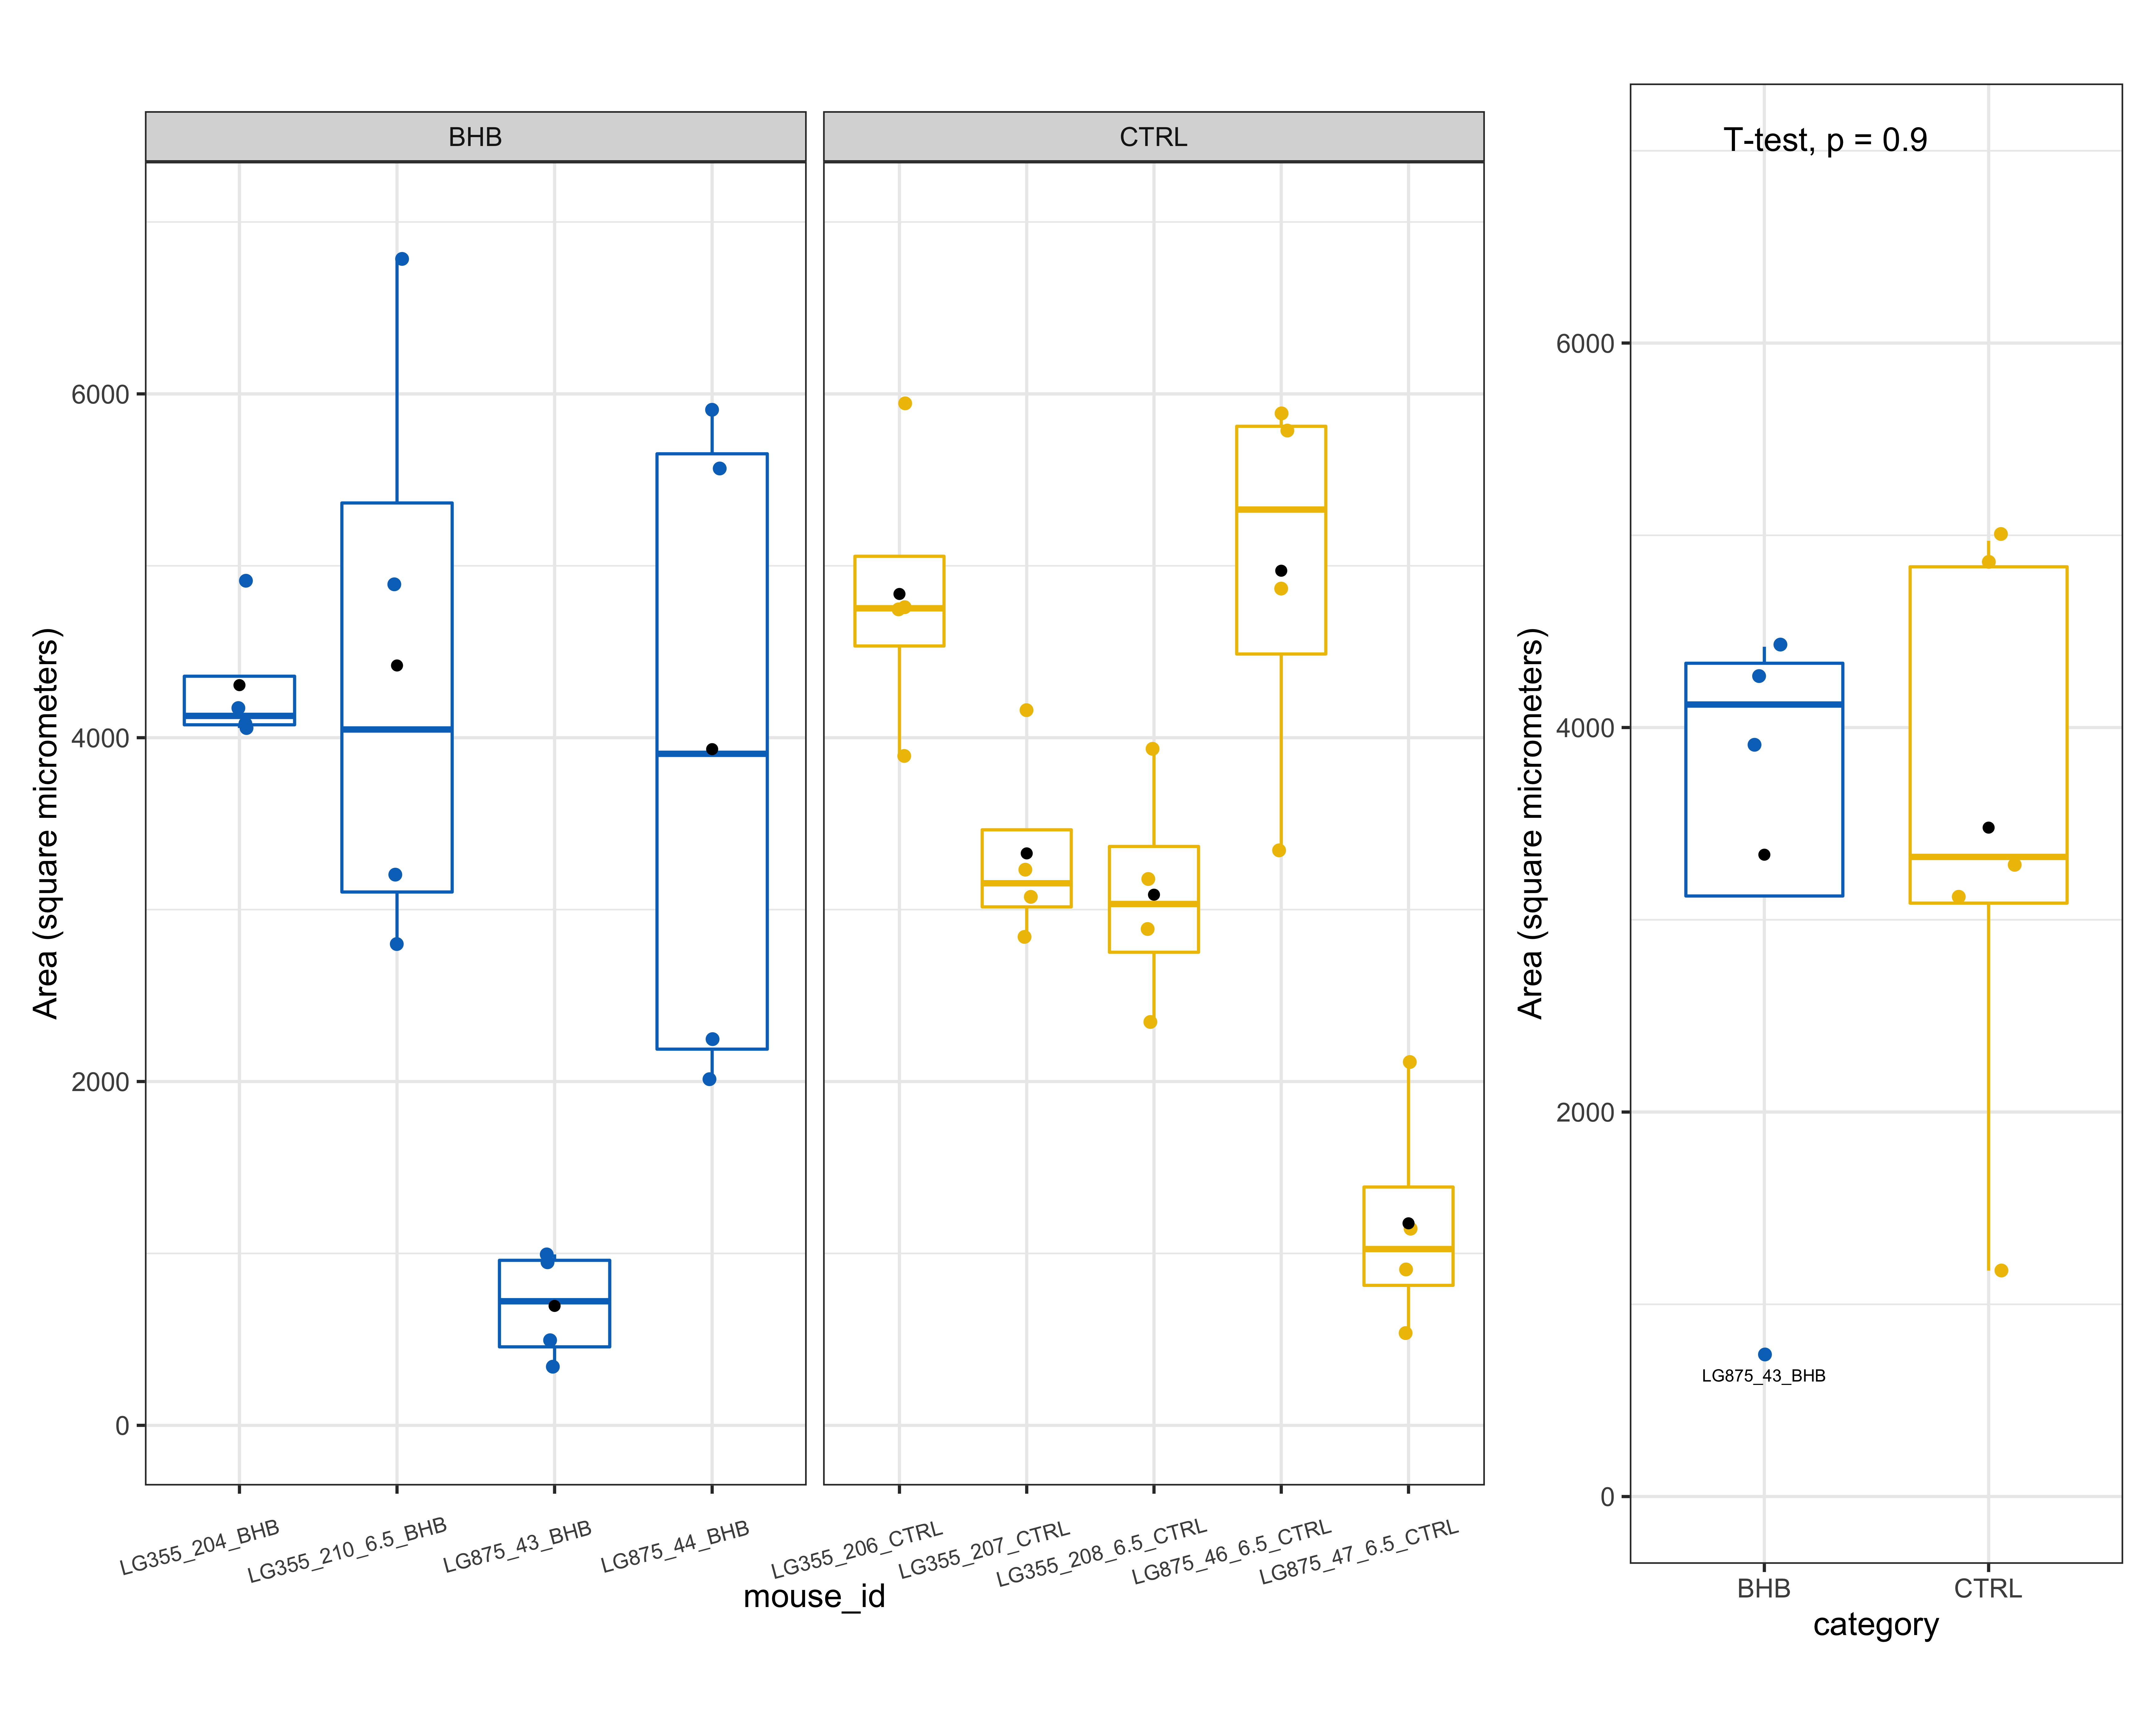 BHB
CTRL
Area (square micrometers)
6000
4000
2000
0
LG355_204_BHB
LG355_210_6.5_BHB
LG875_43_BHB
LG875_44_BHB
LG355_206_CTRL
LG355_207_CTRL
LG355_208_6.5_CTRL
LG875_46_6.5_CTRL
LG875_47_6.5_CTRL
mouse_id
T-test, p = 0.9
Area (square micrometers)
6000
4000
2000
0
LG875_43_BHB
BHB
CTRL
category